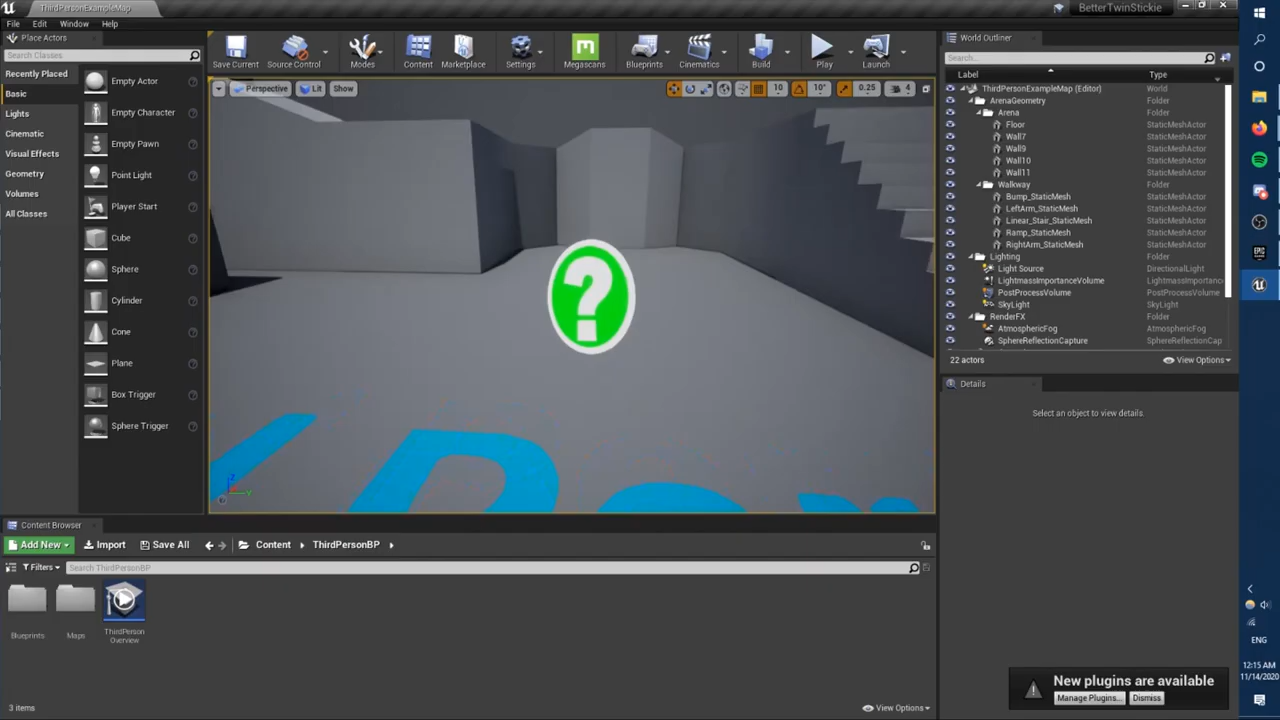 ThirdPersonExampleMap
BetterTwinStickie
File Edit Window Help
Place Actors
Search Classes
Recently Placed
Basic
Lights
Cinematic
Visual Effects
Geometry
Volumes
All Classes
Empty Actor
Empty Character
Empty Pawn
Point Light
Player Start
Cube
Sphere
Cylinder
Cone
Plane
Box Trigger
Sphere Trigger
Save Current
Source Control
Modes
Content
Marketplace
Settings
Megascans
Blueprints
Cinematics
Build
Play
Launch
Perspective Lit Show
10 10° 0.25 4
?
World Outliner
Search...
Label Type
ThirdPersonExampleMap (Editor) World
ArenaGeometry Folder
Arena Folder
Floor StaticMeshActor
Wall7 StaticMeshActor
Wall9 StaticMeshActor
Wall10 StaticMeshActor
Wall11 StaticMeshActor
Walkway Folder
Bump_StaticMesh StaticMeshActor
LeftArm_StaticMesh StaticMeshActor
Linear_Stair_StaticMesh StaticMeshActor
Ramp_StaticMesh StaticMeshActor
RightArm_StaticMesh StaticMeshActor
Lighting Folder
Light Source DirectionalLight
LightmassImportanceVolume LightmassImportanc
PostProcessVolume PostProcessVolume
SkyLight SkyLight
RenderFX Folder
AtmosphericFog AtmosphericFog
SphereReflectionCapture SphereReflectionCap
22 actors
View Options
Details
Select an object to view details.
Content Browser
Add New Import Save All Content ThirdPersonBP
Filters Search ThirdPersonBP
Blueprints
Maps
ThirdPerson
Overview
3 items
View Options
New plugins are available
Manage Plugins... Dismiss
EPIC
ENG
12:15 AM
11/14/2020